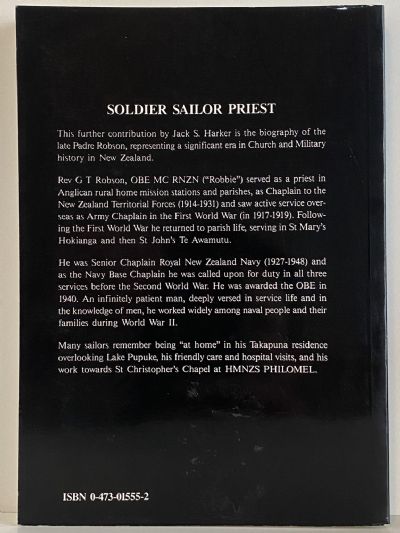 SOLDIER SAILOR PRIEST
This further contribution by Jack S. Harker is the biography of the
late Padre Robson, representing a significant era in Church and Military
history in New Zealand.
Rev G T Robson, OBE MC RNZN ("Robbie") served as a priest in
Anglican rural home mission stations and parishes, as Chaplain to the
New Zealand Territorial Forces (1914-1931) and saw active service over-
seas as Army Chaplain in the First World War (in 1917-1919). Follow-
ing the First World War he returned to parish life, serving in St Mary's
Hokianga and then St John's Te Awamutu.
He was Senior Chaplain Royal New Zealand Navy (1927-1948) and
as the Navy Base Chaplain he was called upon for duty in all three
services before the Second World War. He was awarded the OBE in
1940. An infinitely patient man, deeply versed in service life and in
the knowledge of men, he worked widely among naval people and their
families during World War II.
Many sailors remember being "at home" in his Takapuna residence
overlooking Lake Pupuke, his friendly care and hospital visits, and his
work towards St Christopher's Chapel at HMNZS PHILOMEL.
ISBN 0-473-01555-2